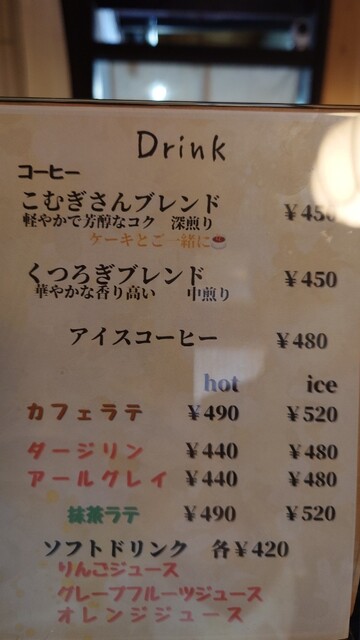 Drink
コーヒー
こむぎさんブレンド ¥450
軽やかで芳醇なコク 深煎り
ケーキとご一緒に
くつろぎブレンド ¥450
華やかな香り高い 中煎り
アイスコーヒー ¥480
hot ice
カフェラテ ¥490 ¥520
ダージリン ¥440 ¥480
アールグレイ ¥440 ¥480
抹茶ラテ ¥490 ¥520
ソフトドリンク 各¥420
りんごジュース
グレープフルーツジュース
オレンジジュース